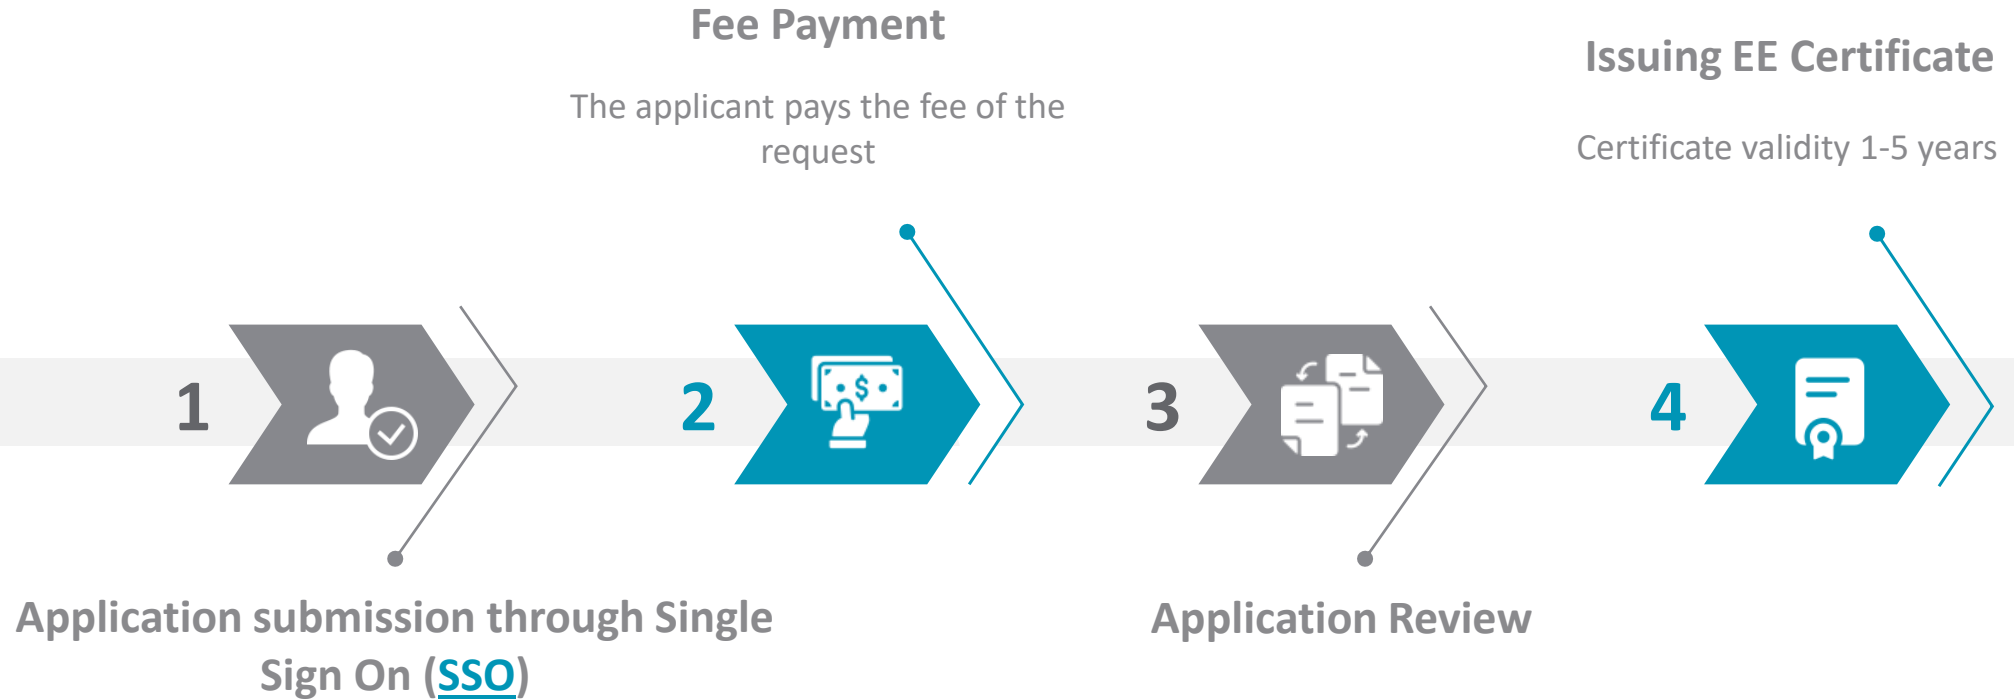 1
Application submission through Single
Sign On (SSO)
2
Fee Payment
The applicant pays the fee of the
request
$
3
Application Review
4
Issuing EE Certificate
Certificate validity 1-5 years